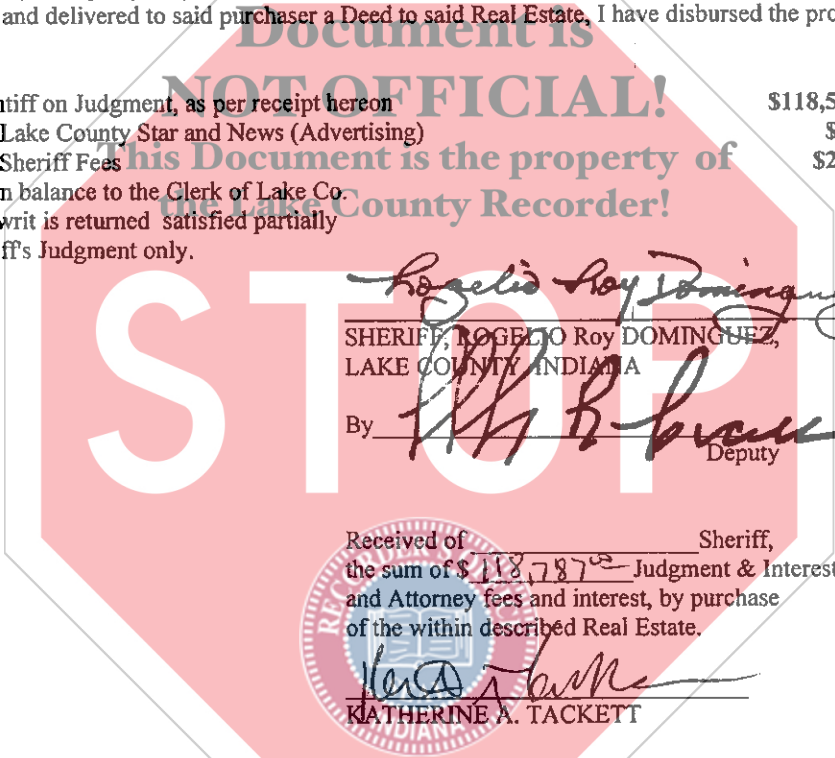 and delivered to said purchaser a Deed to said Real Estate, I have disbursed the pro
Document is
NOT OFFICIAL!
This Document is the property of
the Lake County Recorder!
ntiff on Judgment, as per receipt hereon $118,5
Lake County Star and News (Advertising) $
Sheriff Fees $2
n balance to the Clerk of Lake Co.
writ is returned satisfied partially
ff's Judgment only.
STOP
Rogelio Roy Dominguez
SHERIFF, ROGELIO Roy DOMINGUEZ,
LAKE COUNTY INDIANA
By
Deputy
Received of Sheriff,
the sum of $ 118,787 Judgment & Interest
and Attorney fees and interest, by purchase
of the within described Real Estate.
KATHERINE A. TACKETT
RECORDER
INDIANA